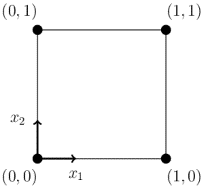 (0, 1) (1, 1)
x₂
(0, 0) x₁ (1, 0)